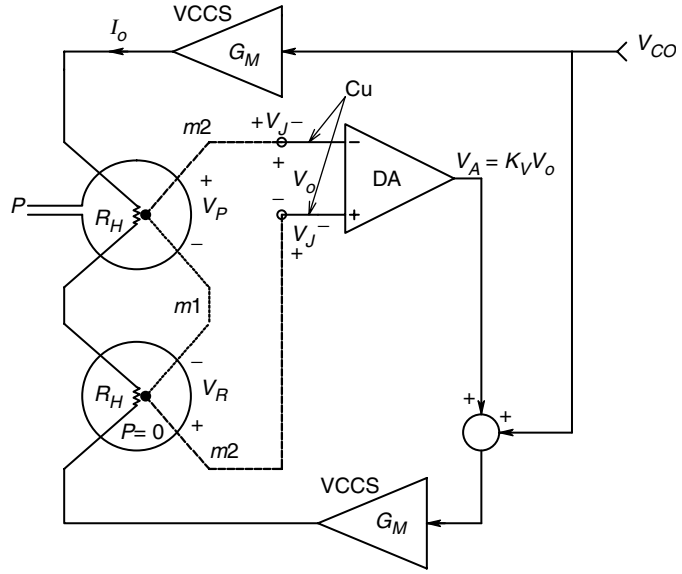 VCCS
I_o
G_M
V_CO
Cu
m2
+V_J−
−
+
DA
V_A = K_V V_o
V_o
P
R_H
+
V_P
−
−
V_J−
+
+
m1
R_H
−
V_R
+
P= 0
m2
+
+
VCCS
G_M